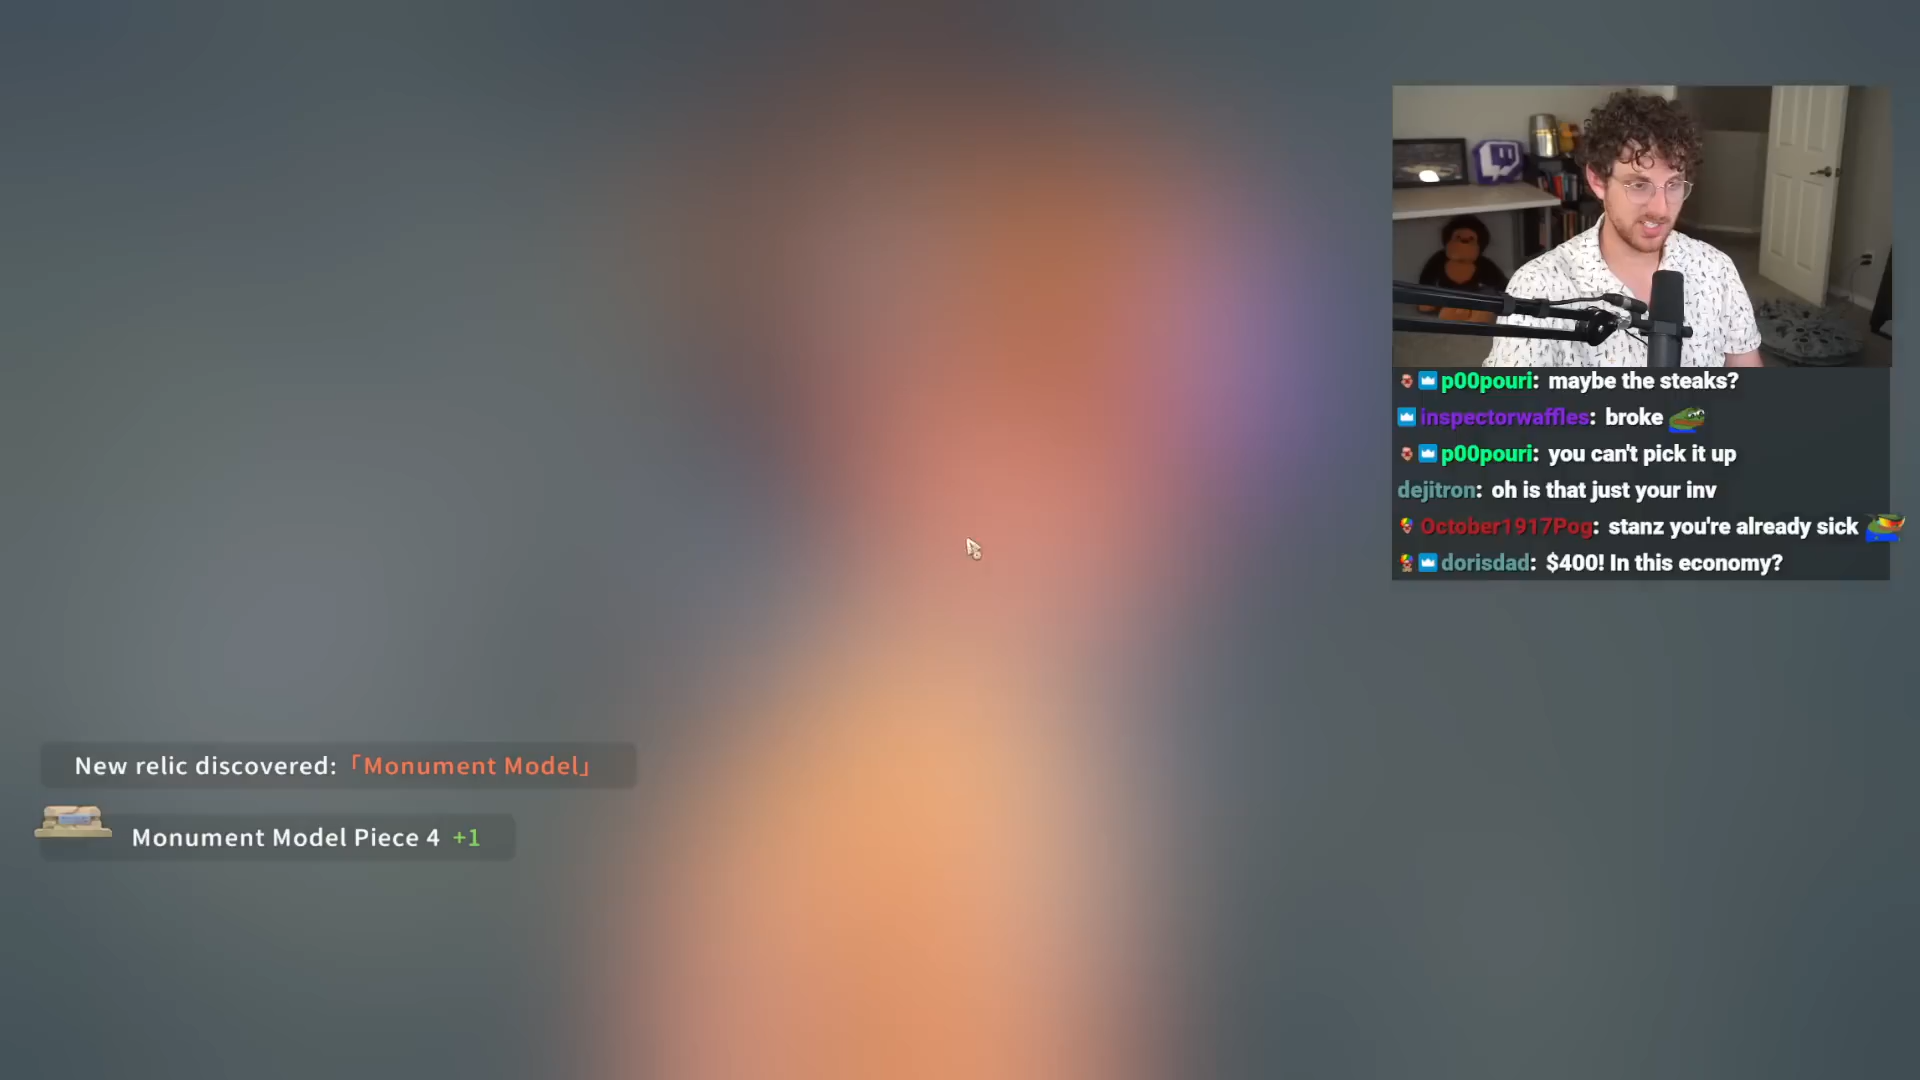 p00pouri: maybe the steaks?
inspectorwaffles: broke
p00pouri: you can't pick it up
dejitron: oh is that just your inv
October1917Pog: stanz you're already sick
dorisdad: $400! In this economy?
New relic discovered: 「Monument Model」
Monument Model Piece 4 +1